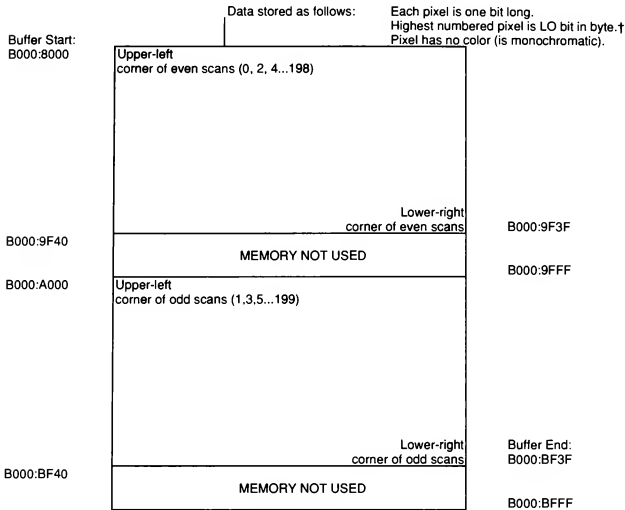 Data stored as follows: Each pixel is one bit long.
Highest numbered pixel is LO bit in byte.†
Pixel has no color (is monochromatic).
Buffer Start:
B000:8000
Upper-left
corner of even scans (0, 2, 4...198)
Lower-right
corner of even scans
B000:9F3F
B000:9F40
MEMORY NOT USED
B000:9FFF
B000:A000
Upper-left
corner of odd scans (1,3,5...199)
Lower-right
corner of odd scans
Buffer End:
B000:BF3F
B000:BF40
MEMORY NOT USED
B000:BFFF